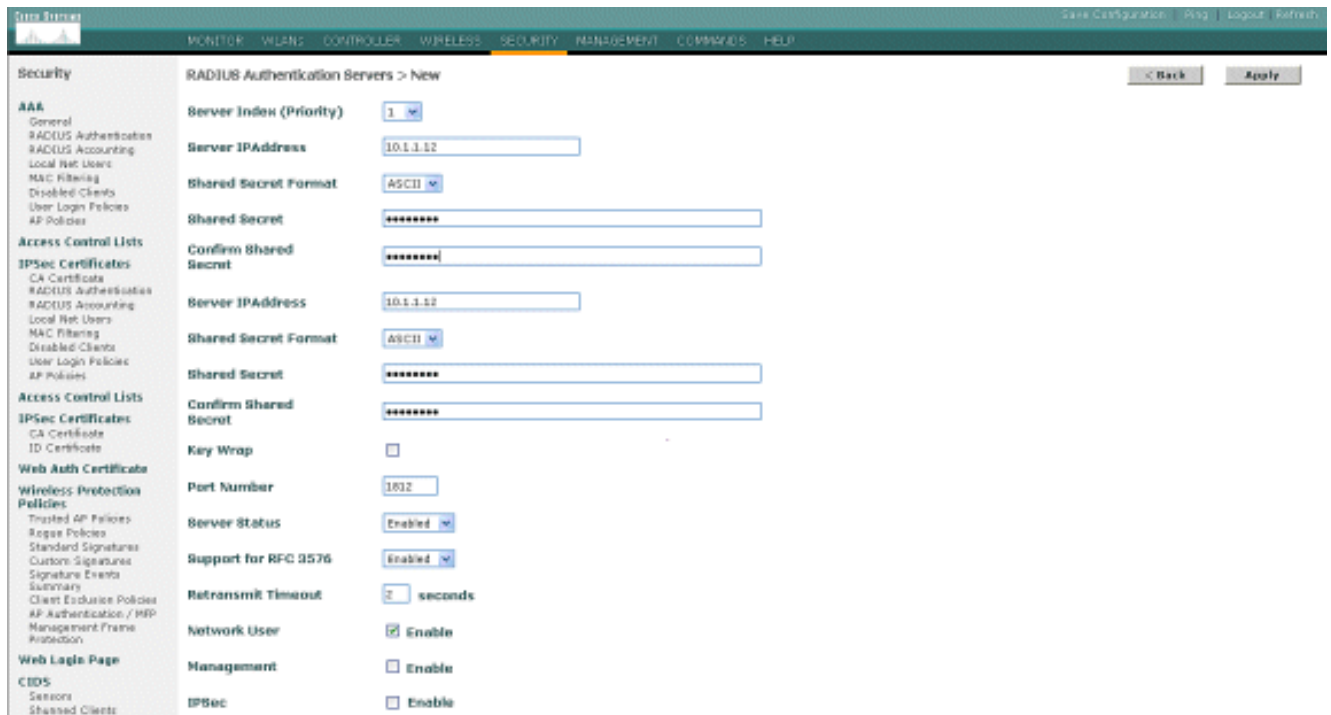 Cisco Systems
Save Configuration | Ping | Logout | Refresh
MONITOR WLANs CONTROLLER WIRELESS SECURITY MANAGEMENT COMMANDS HELP
Security
AAA
General
RADIUS Authentication
RADIUS Accounting
Local Net Users
MAC Filtering
Disabled Clients
User Login Policies
AP Policies
Access Control Lists
IPSec Certificates
CA Certificate
RADIUS Authentication
RADIUS Accounting
Local Net Users
MAC Filtering
Disabled Clients
User Login Policies
AP Policies
Access Control Lists
IPSec Certificates
CA Certificate
ID Certificate
Web Auth Certificate
Wireless Protection
Policies
Trusted AP Policies
Rogue Policies
Standard Signatures
Custom Signatures
Signature Events
Summary
Client Exclusion Policies
AP Authentication / MFP
Management Frame
Protection
Web Login Page
CIDS
Sensors
Shunned Clients
RADIUS Authentication Servers > New
< Back Apply
Server Index (Priority) 1
Server IPAddress 10.1.1.12
Shared Secret Format ASCII
Shared Secret ••••••••
Confirm Shared
Secret ••••••••
Server IPAddress 10.1.1.12
Shared Secret Format ASCII
Shared Secret ••••••••
Confirm Shared
Secret ••••••••
Key Wrap
Port Number 1812
Server Status Enabled
Support for RFC 3576 Enabled
Retransmit Timeout 2 seconds
Network User Enable
Management Enable
IPSec Enable